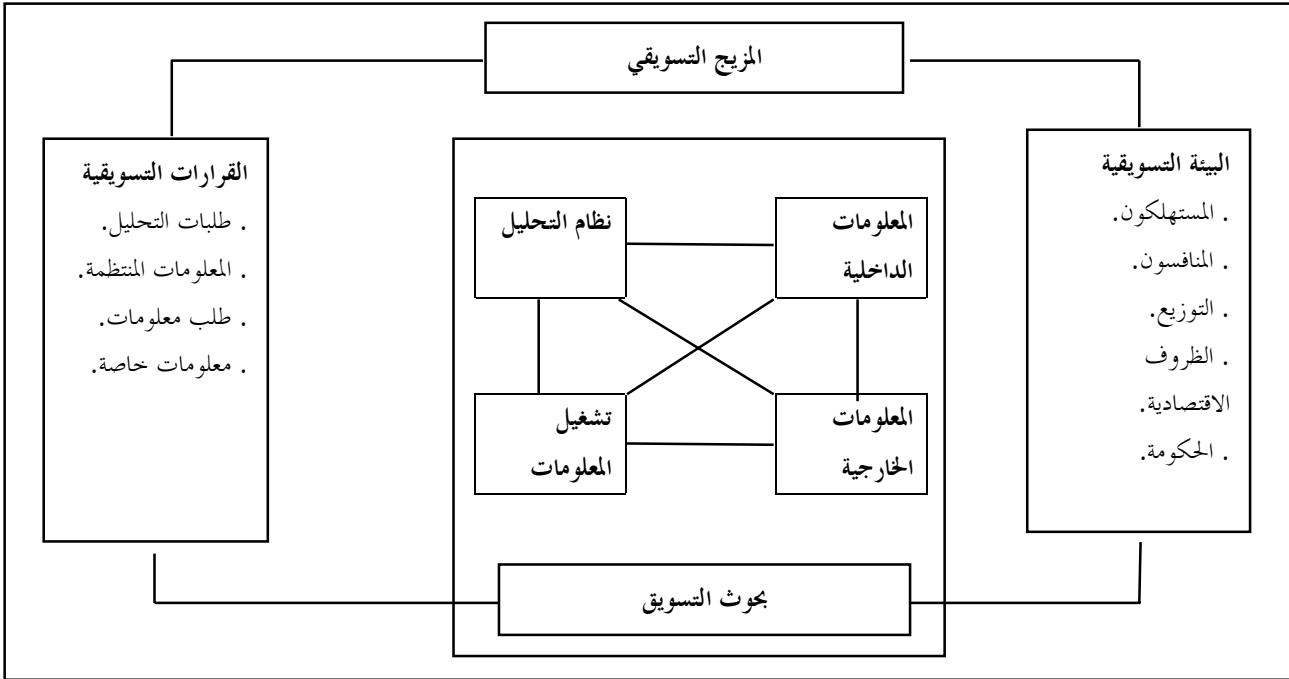 المزيج التسويقي
البيئة التسويقية
. المستهلكون.
. المنافسون.
. التوزيع.
. الظروف
الاقتصادية.
. الحكومة.
المعلومات
الداخلية
نظام التحليل
المعلومات
الخارجية
تشغيل
المعلومات
بحوث التسويق
القرارات التسويقية
. طلبات التحليل.
. المعلومات المنتظمة.
. طلب معلومات.
. معلومات خاصة.